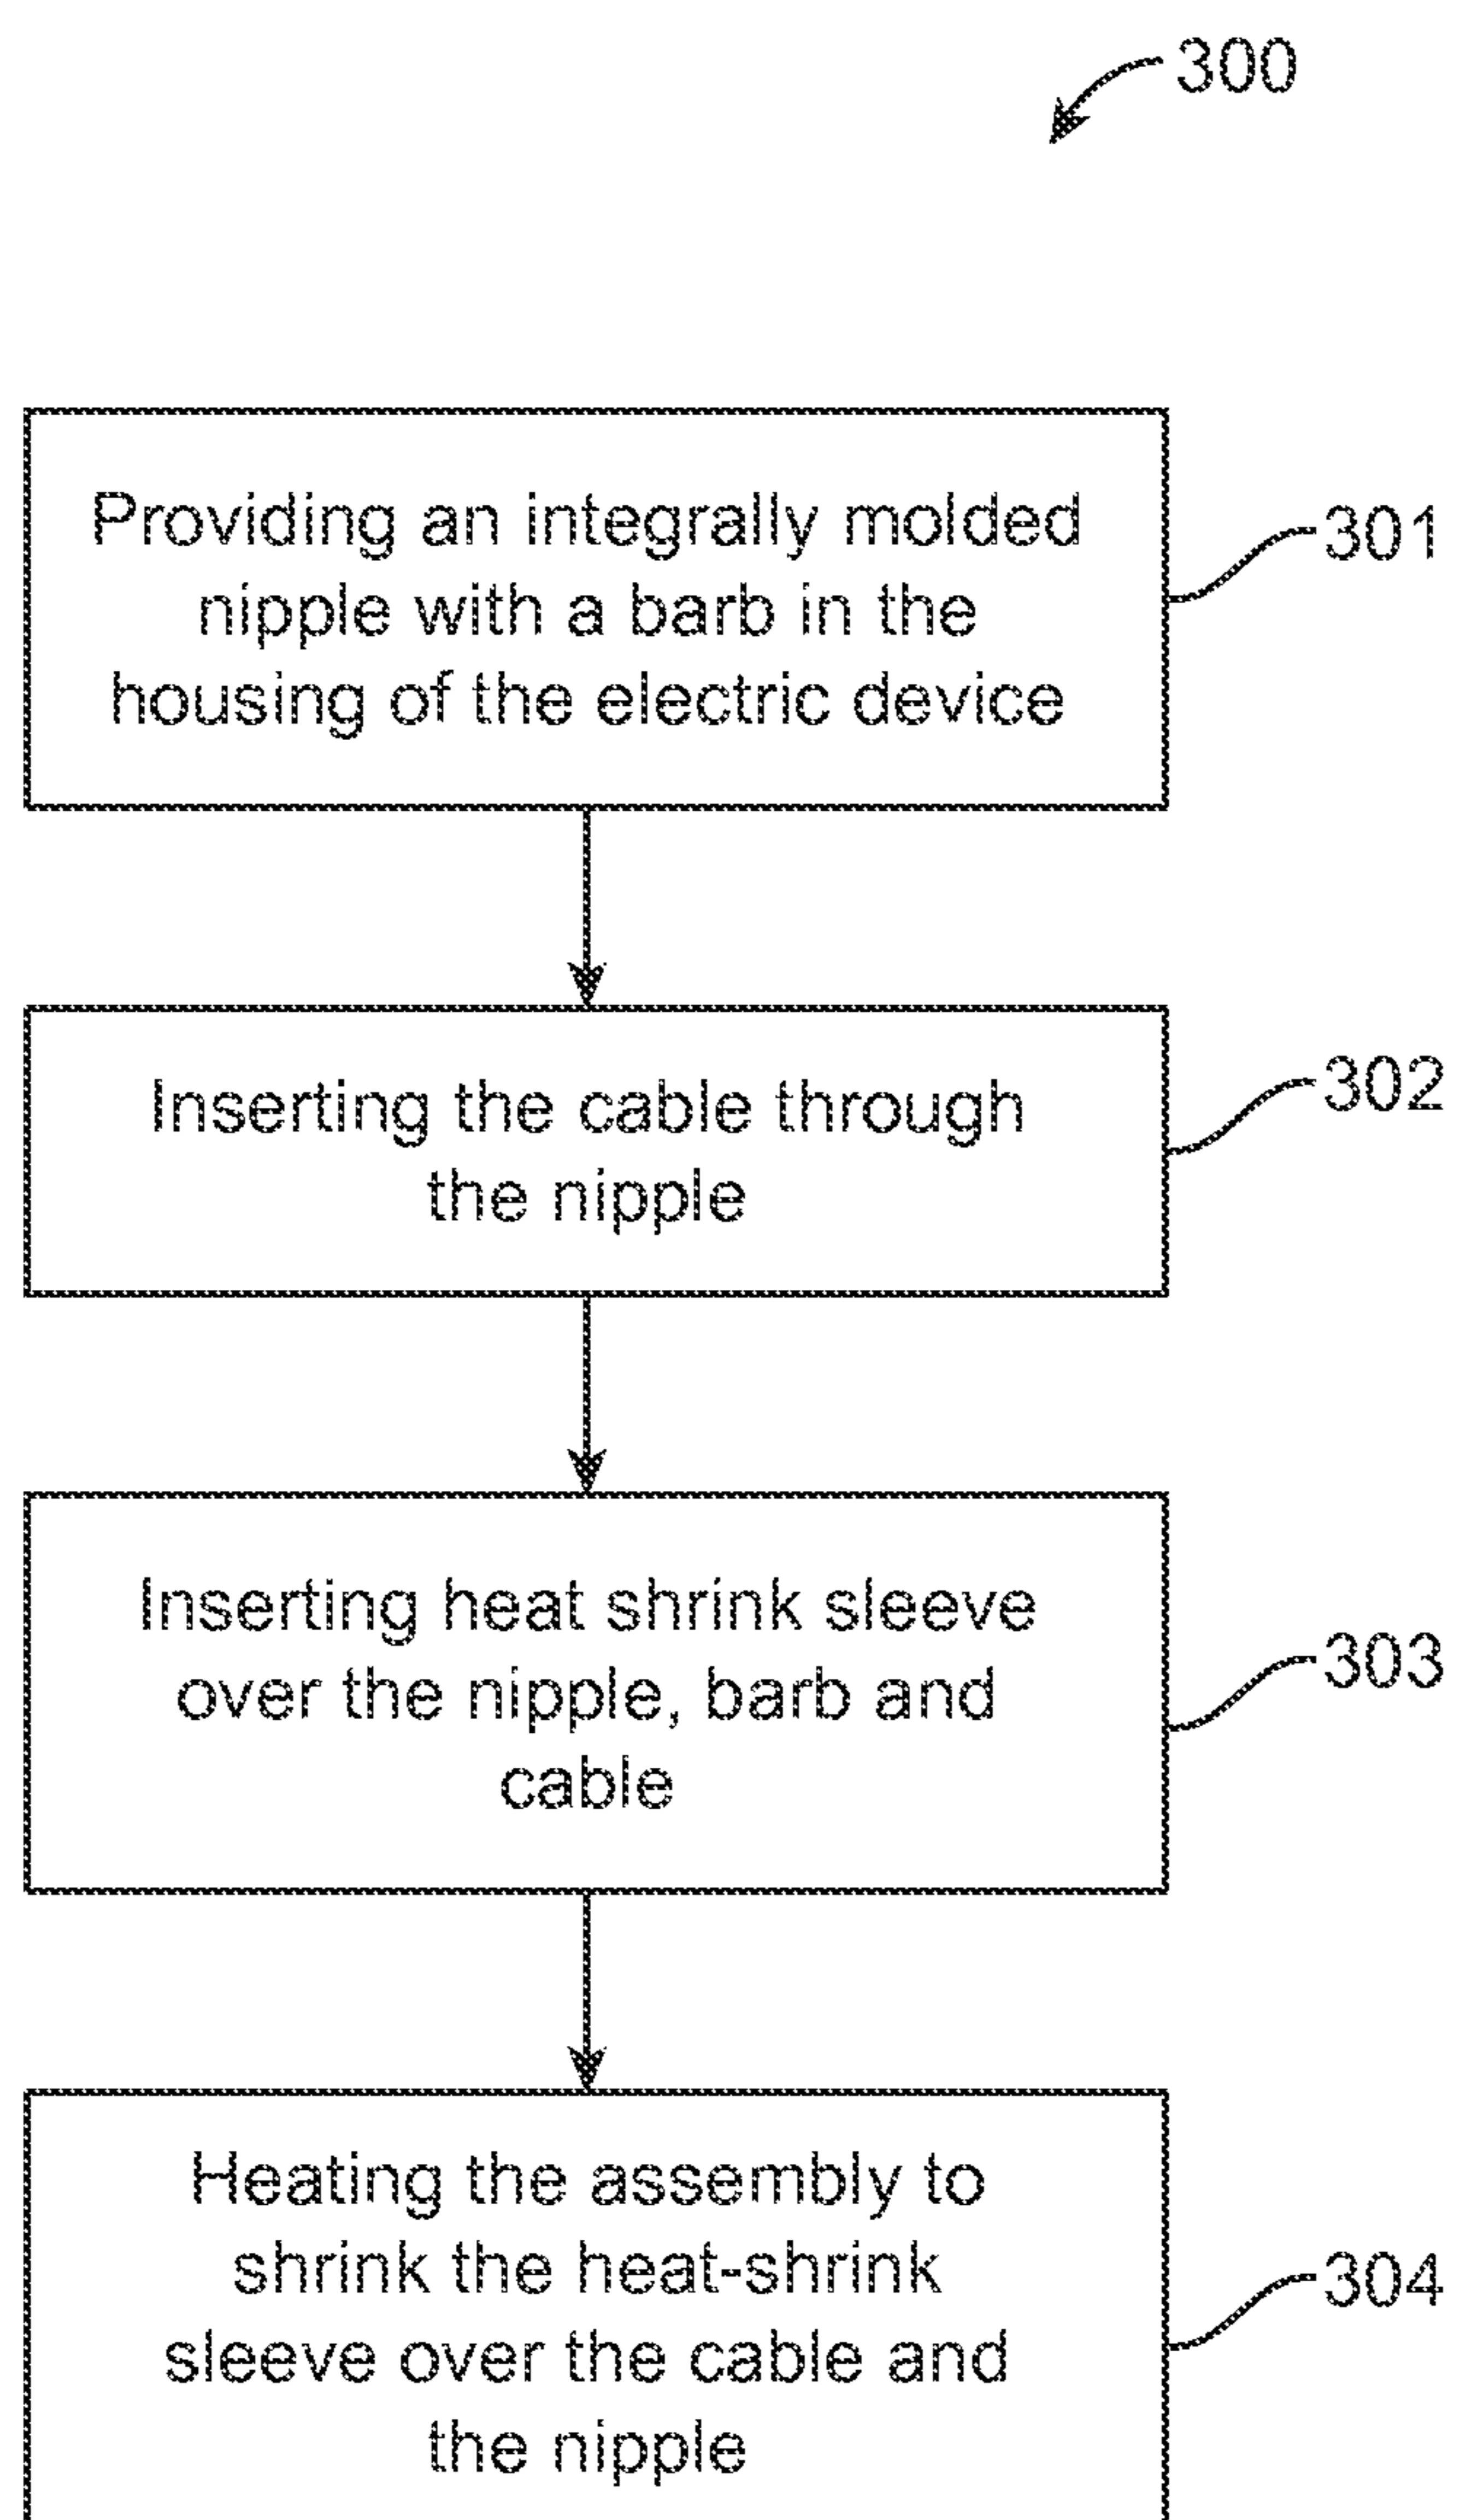 300
Providing an integrally molded
nipple with a barb in the
housing of the electric device
301
Inserting the cable through
the nipple
302
Inserting heat shrink sleeve
over the nipple, barb and
cable
303
Heating the assembly to
shrink the heat-shrink
sleeve over the cable and
the nipple
304